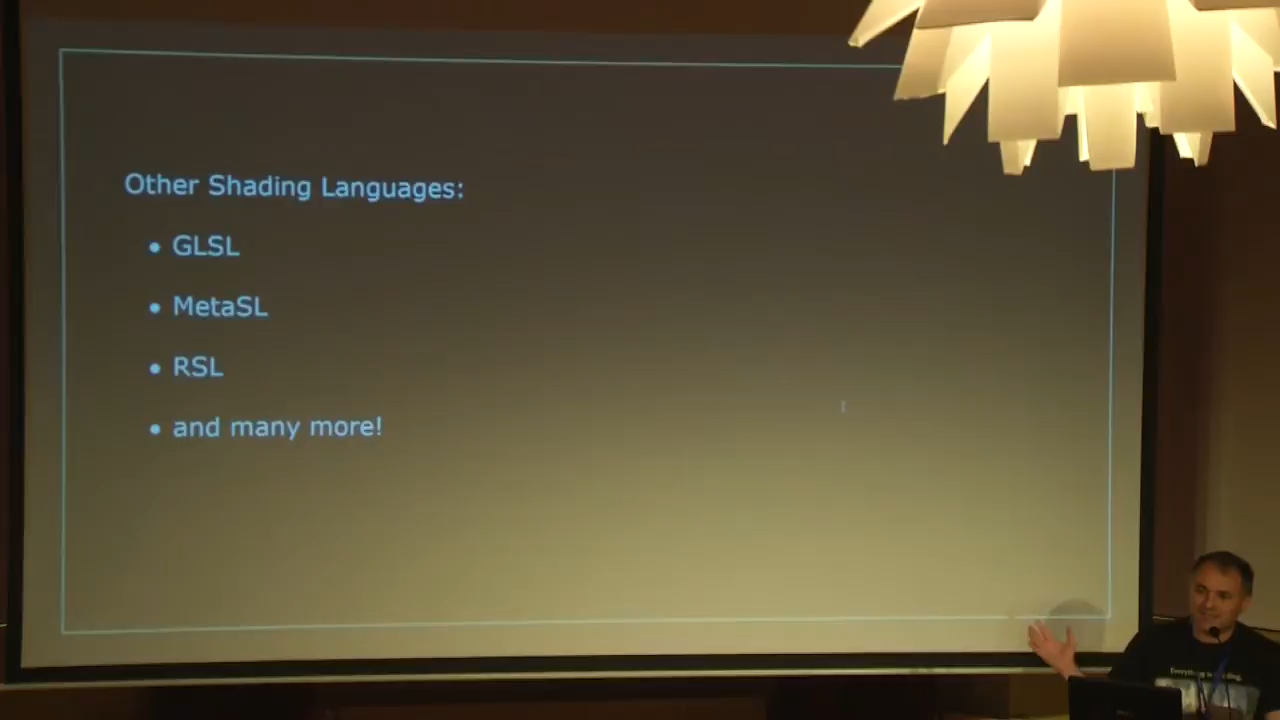 Other Shading Languages:
• GLSL
• MetaSL
• RSL
• and many more!